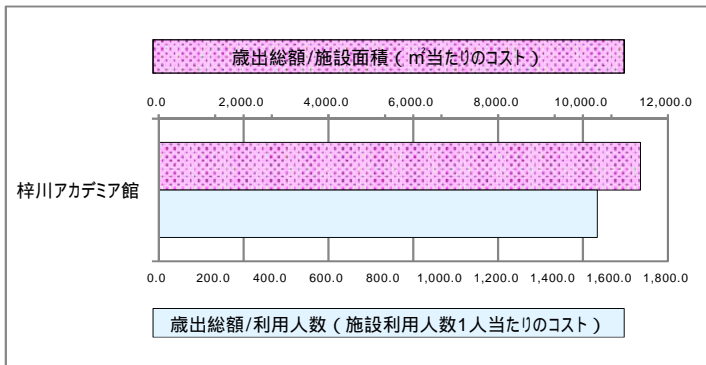 歳出総額/施設面積（㎡当たりのコスト）
0.0 2,000.0 4,000.0 6,000.0 8,000.0 10,000.0 12,000.0
梓川アカデミア館
0.0 200.0 400.0 600.0 800.0 1,000.0 1,200.0 1,400.0 1,600.0 1,800.0
歳出総額/利用人数（施設利用人数1人当たりのコスト）